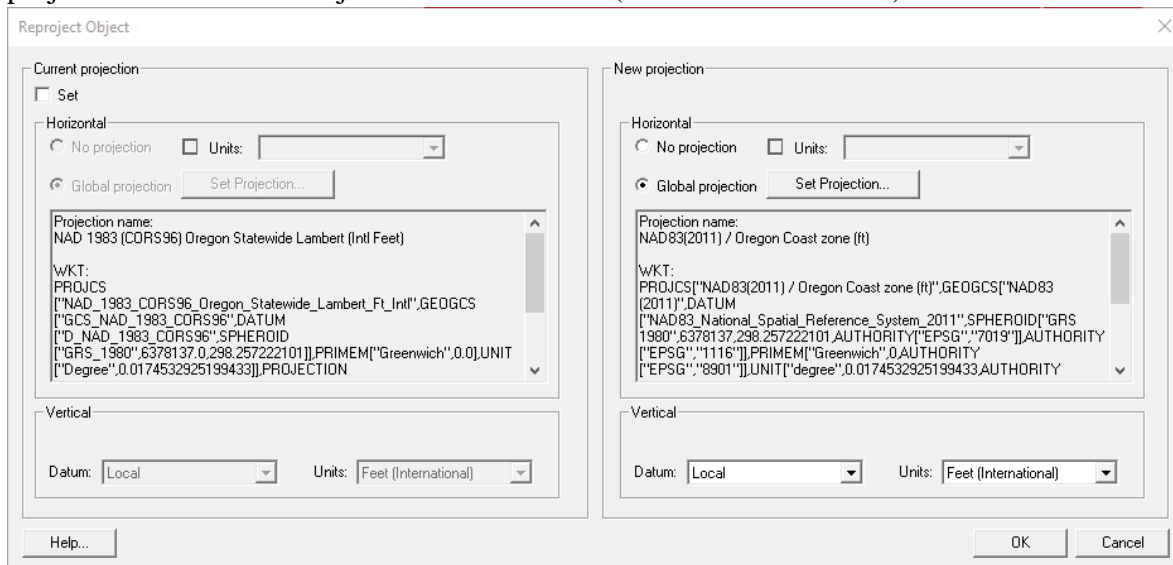 Reproject Object
Current projection
Set
Horizontal
No projection Units:
Global projection Set Projection...
Projection name:
NAD 1983 (CORS96) Oregon Statewide Lambert (Intl Feet)
WKT:
PROJCS
["NAD_1983_CORS96_Oregon_Statewide_Lambert_Ft_Intl",GEOGCS
["GCS_NAD_1983_CORS96",DATUM
["D_NAD_1983_CORS96",SPHEROID
["GRS_1980",6378137.0,298.257222101]],PRIMEM["Greenwich",0.0],UNIT
["Degree",0.0174532925199433]],PROJECTION
Vertical
Datum: Local Units: Feet (International)
New projection
Horizontal
No projection Units:
Global projection Set Projection...
Projection name:
NAD83(2011) / Oregon Coast zone (ft)
WKT:
PROJCS["NAD83(2011) / Oregon Coast zone (ft)",GEOGCS["NAD83
(2011)",DATUM
["NAD83_National_Spatial_Reference_System_2011",SPHEROID["GRS
1980",6378137,298.257222101,AUTHORITY["EPSG","7019"]],AUTHORITY
["EPSG","1116"]],PRIMEM["Greenwich",0,AUTHORITY
["EPSG","8901"]],UNIT["degree",0.0174532925199433,AUTHORITY
Vertical
Datum: Local Units: Feet (International)
Help... OK Cancel